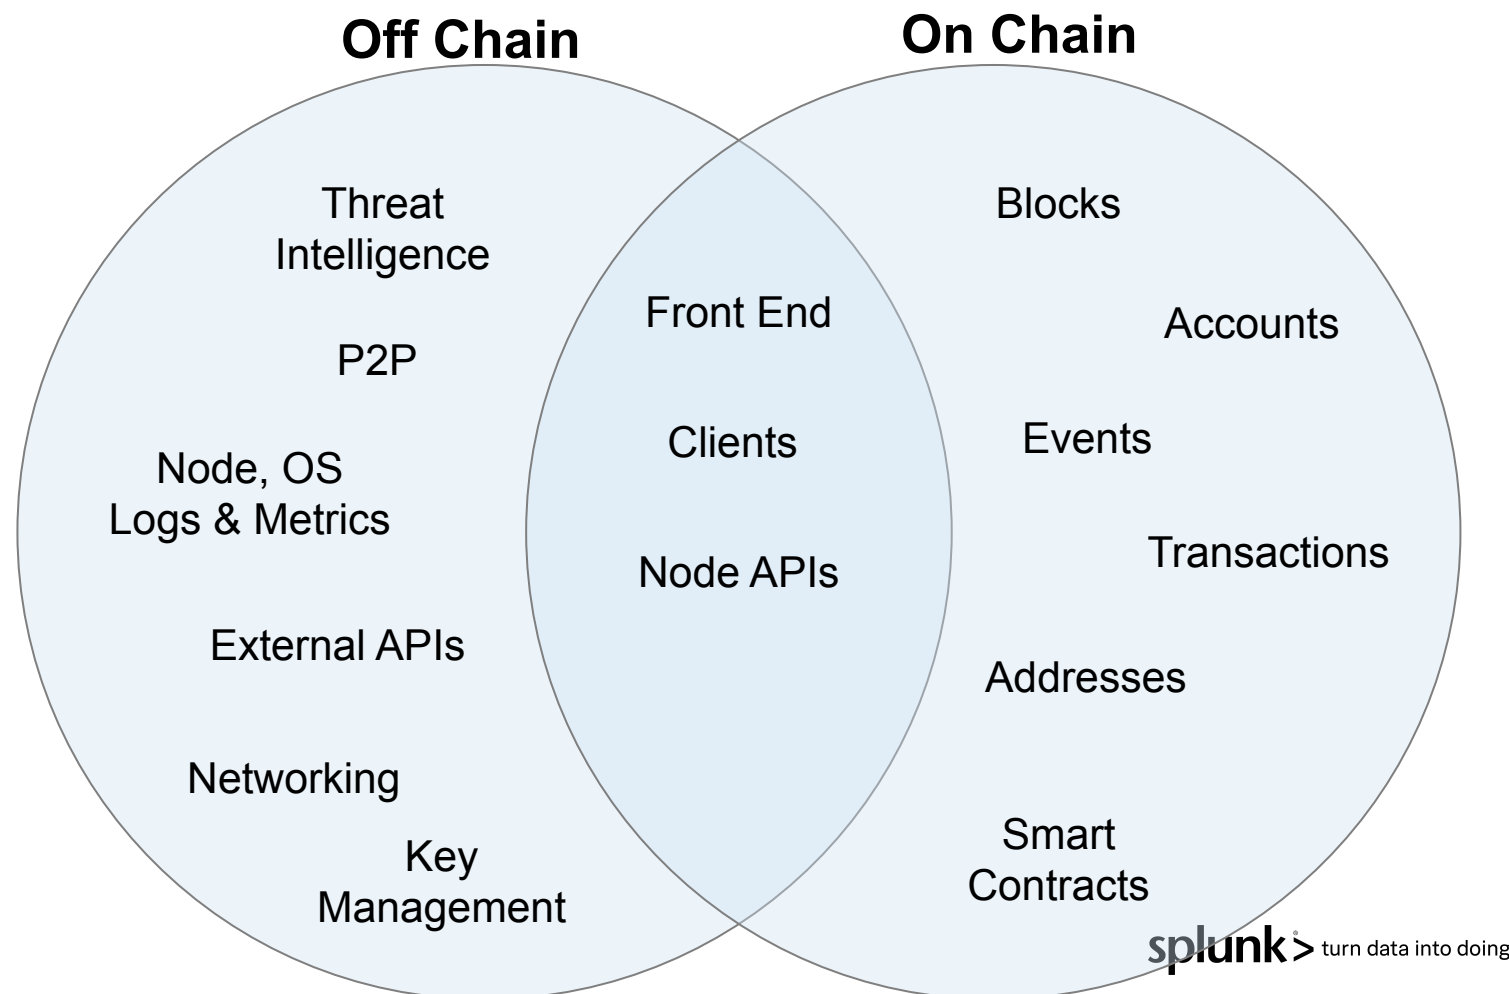 Off Chain
On Chain
Threat
Intelligence
P2P
Node, OS
Logs & Metrics
External APIs
Networking
Key
Management
Front End
Clients
Node APIs
Blocks
Accounts
Events
Transactions
Addresses
Smart
Contracts
splunk> turn data into doing